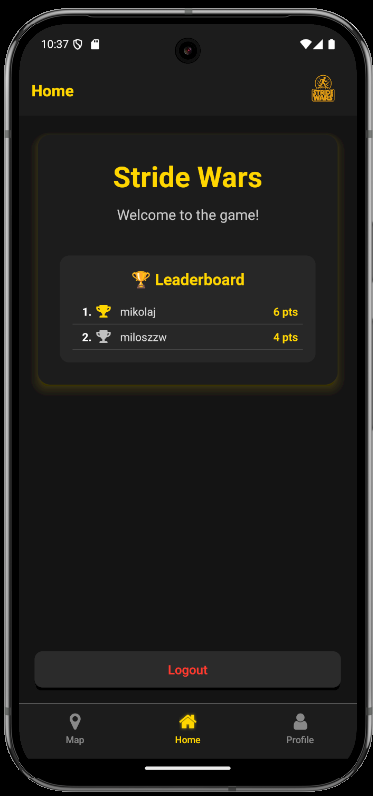 10:37
Home
STRIDE
WARS
Stride Wars
Welcome to the game!
🏆 Leaderboard
1. mikolaj 6 pts
2. miloszzw 4 pts
Logout
Map Home Profile